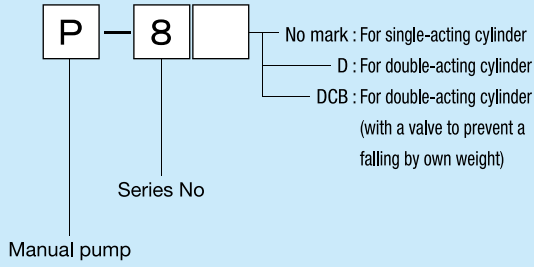 P — 8
No mark : For single-acting cylinder
D : For double-acting cylinder
DCB : For double-acting cylinder
(with a valve to prevent a
falling by own weight)
Series No
Manual pump